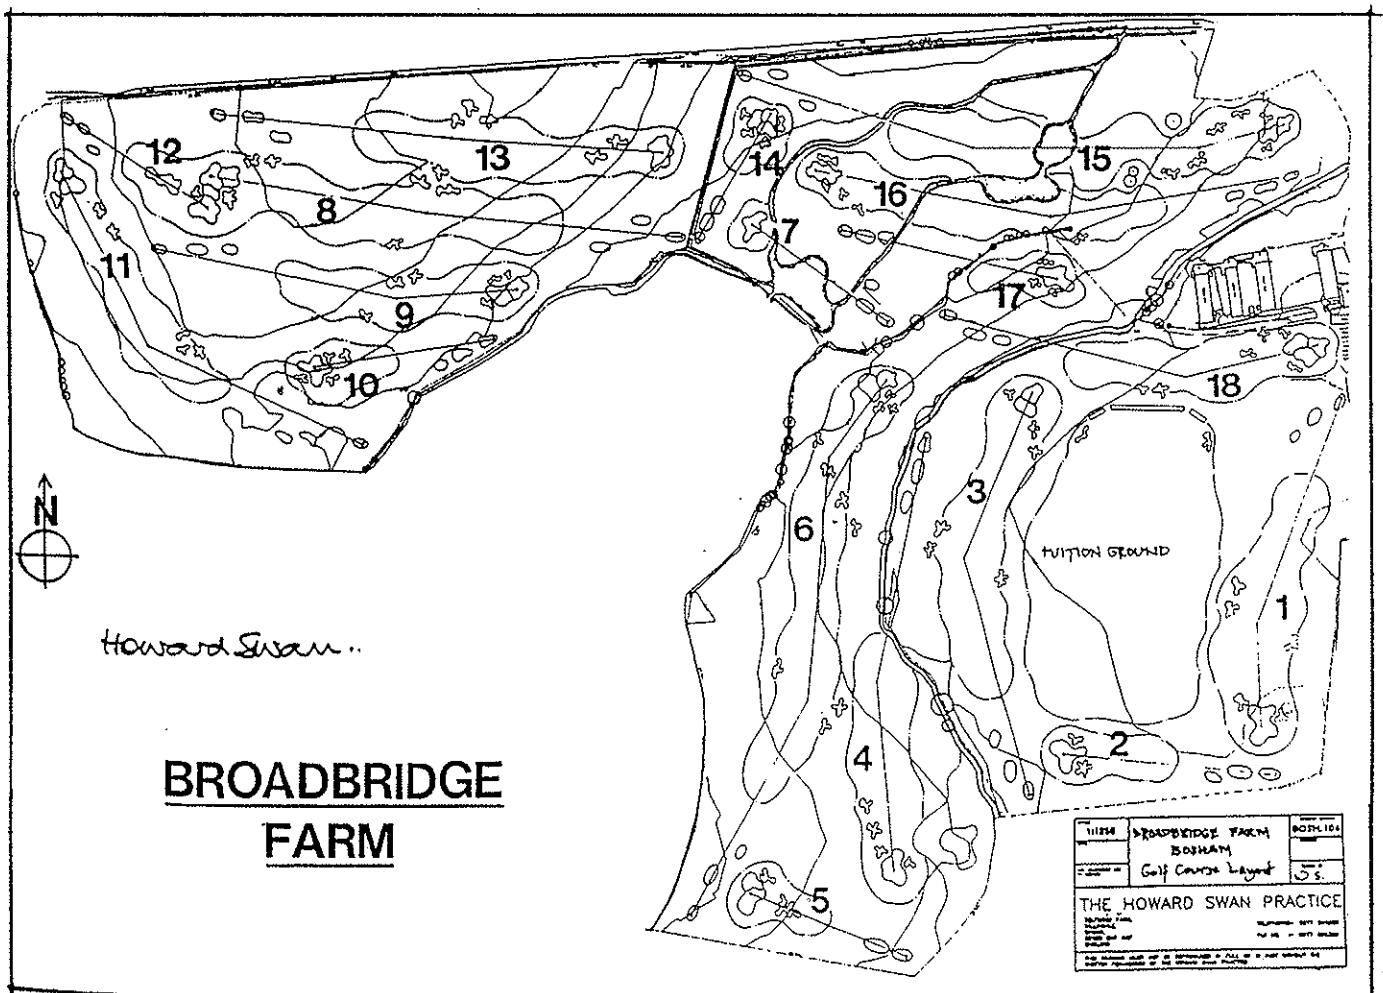 12
13
14
15
16
8
7
11
17
9
10
18
3
6
N
TUITION GROUND
1
Howard Swan..
2
4
BROADBRIDGE
FARM
5
BROADBRIDGE FARM
BOSHAM
Golf Course Layout
THE HOWARD SWAN PRACTICE